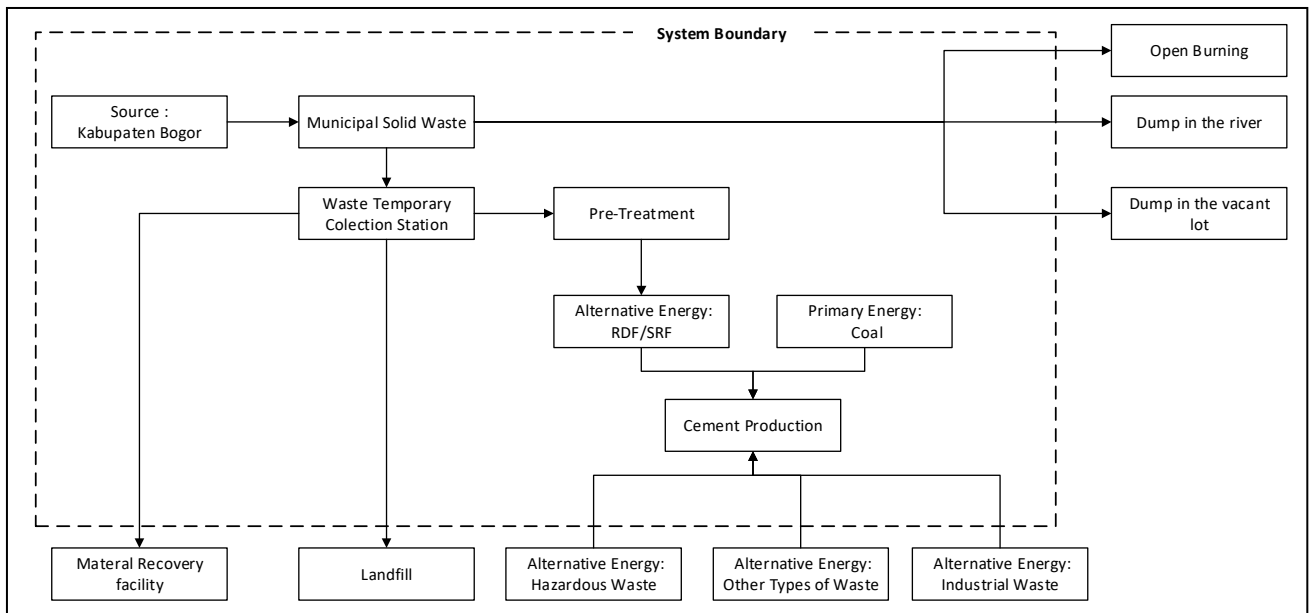 System Boundary
Open Burning
Source :
Kabupaten Bogor
Municipal Solid Waste
Dump in the river
Waste Temporary
Colection Station
Pre-Treatment
Dump in the vacant
lot
Alternative Energy:
RDF/SRF
Primary Energy:
Coal
Cement Production
Materal Recovery
facility
Landfill
Alternative Energy:
Hazardous Waste
Alternative Energy:
Other Types of Waste
Alternative Energy:
Industrial Waste